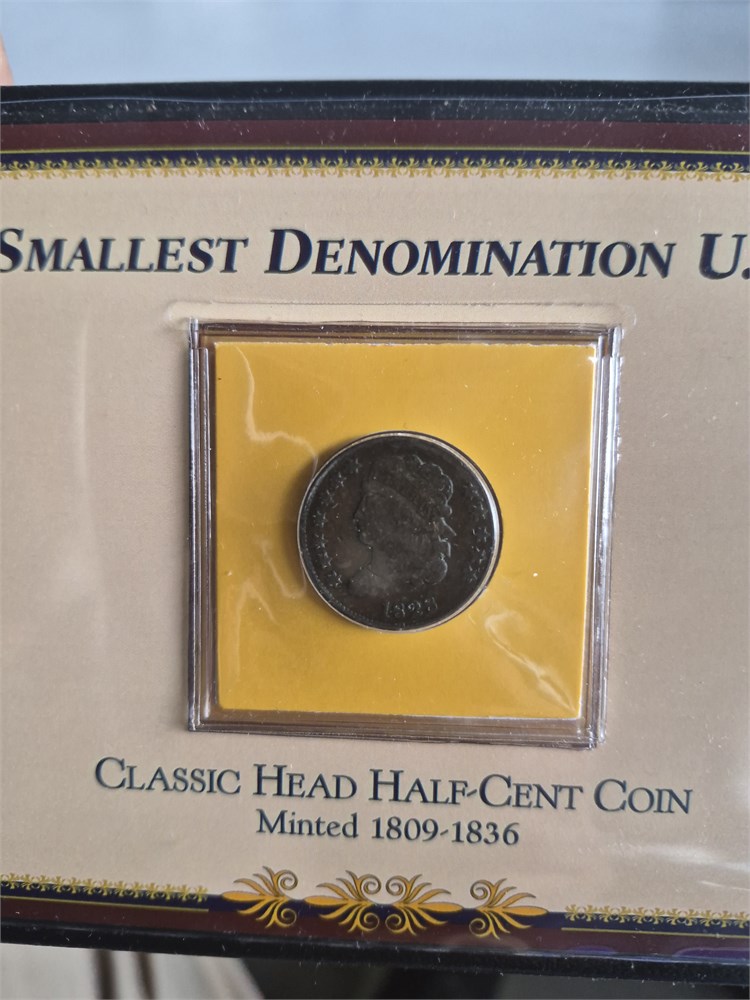 SMALLEST DENOMINATION U.
CLASSIC HEAD HALF-CENT COIN
Minted 1809-1836